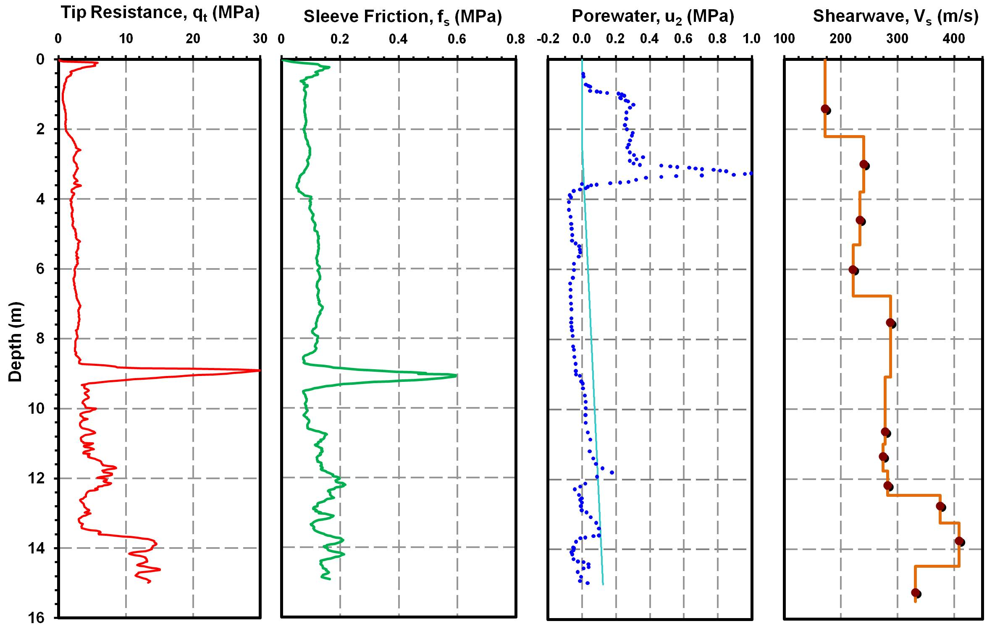 Tip Resistance, qt (MPa)
0 10 20 30
Sleeve Friction, fs (MPa)
0 0.2 0.4 0.6 0.8
Porewater, u2 (MPa)
-0.2 0.0 0.2 0.4 0.6 0.8 1.0
Shearwave, Vs (m/s)
100 200 300 400
Depth (m)
0
2
4
6
8
10
12
14
16